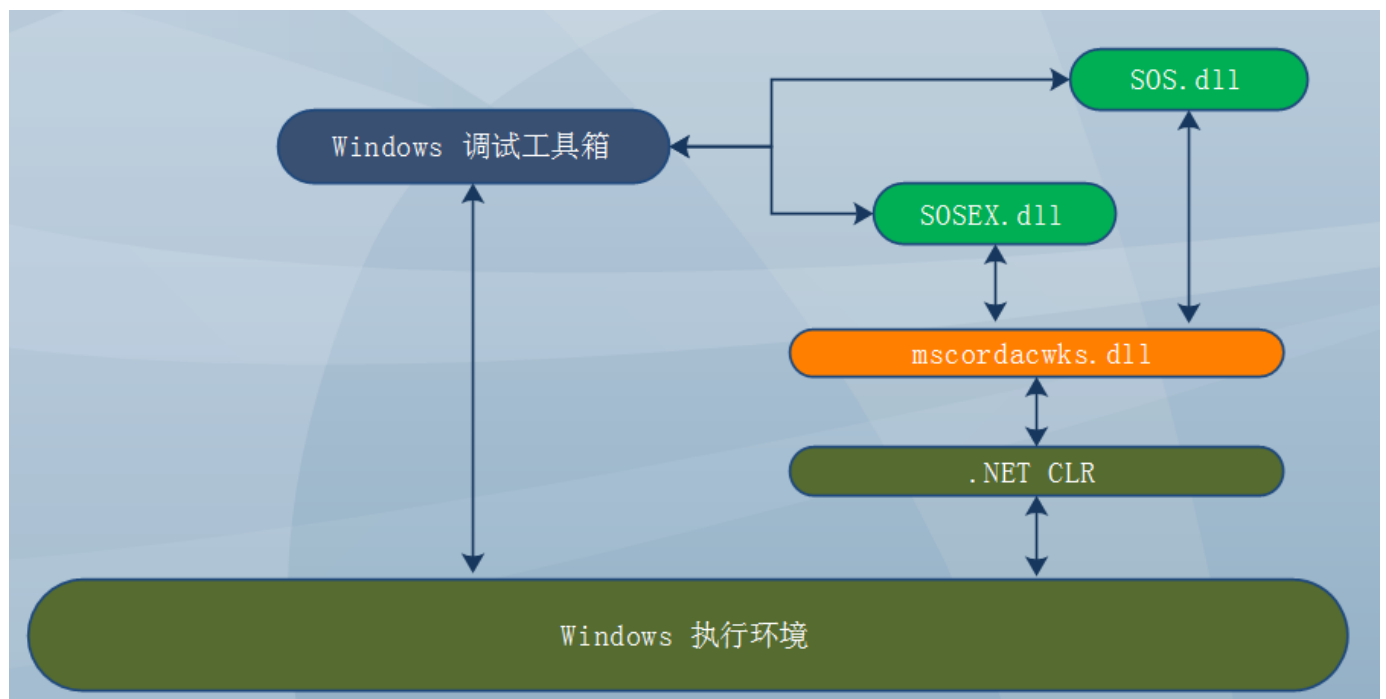 SOS.dll
Windows 调试工具箱
SOSEX.dll
mscordacwks.dll
.NET CLR
Windows 执行环境